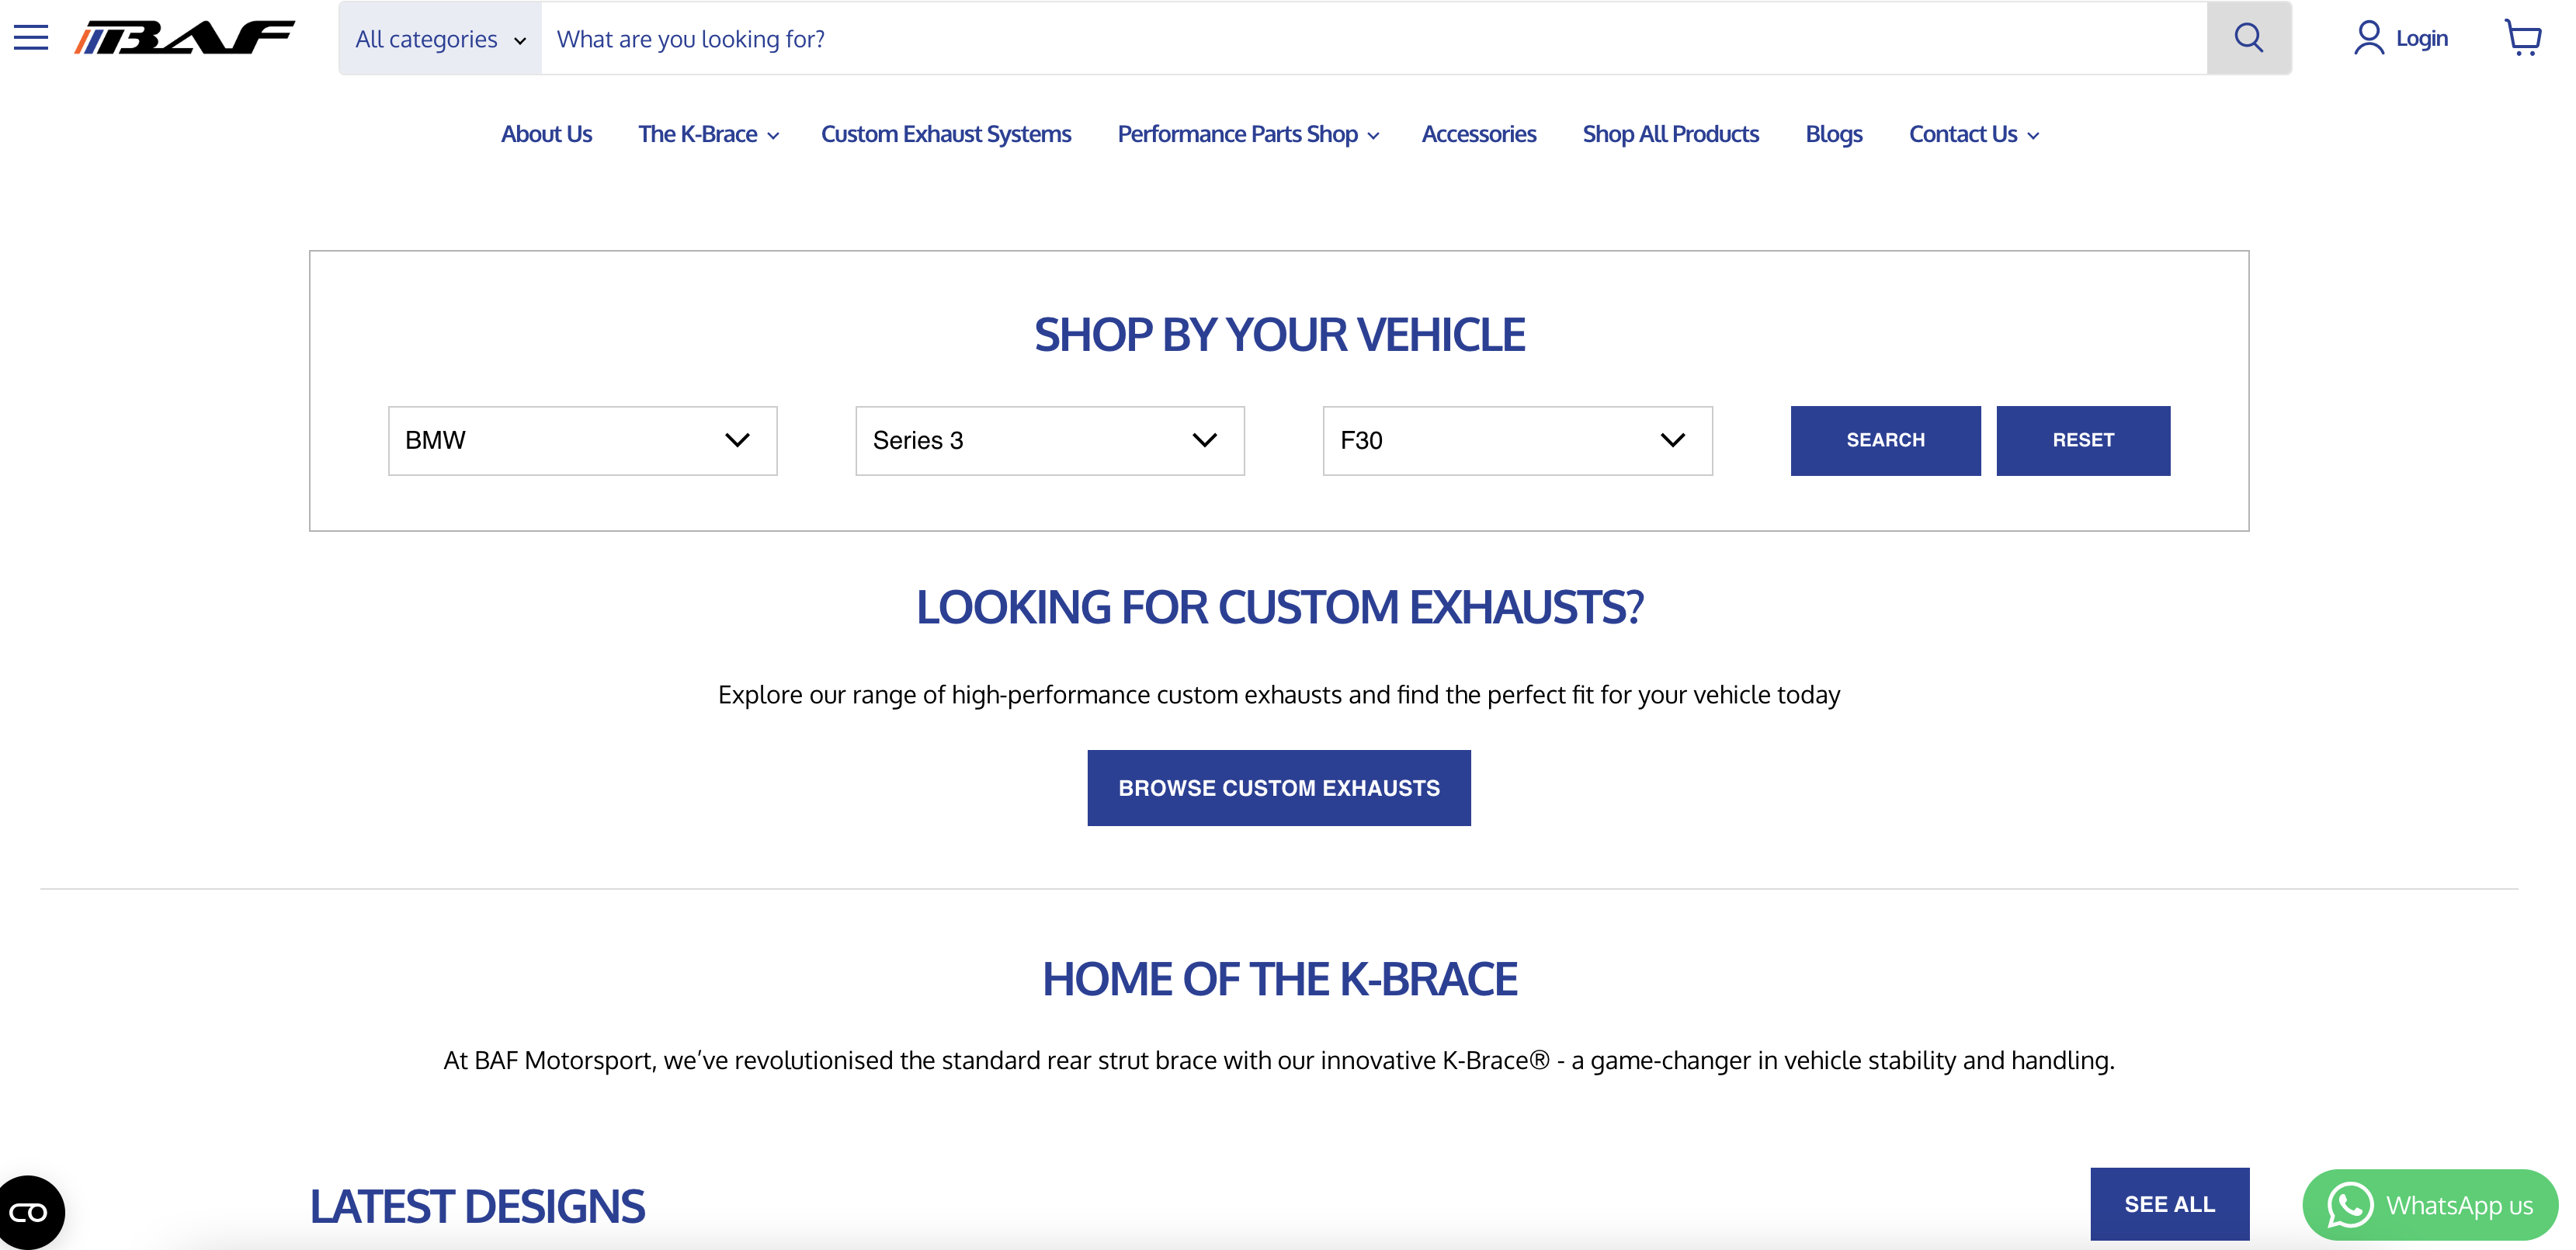 BAF
All categories
What are you looking for?
Login
About Us
The K-Brace
Custom Exhaust Systems
Performance Parts Shop
Accessories
Shop All Products
Blogs
Contact Us
SHOP BY YOUR VEHICLE
BMW
Series 3
F30
SEARCH
RESET
LOOKING FOR CUSTOM EXHAUSTS?
Explore our range of high-performance custom exhausts and find the perfect fit for your vehicle today
BROWSE CUSTOM EXHAUSTS
HOME OF THE K-BRACE
At BAF Motorsport, we’ve revolutionised the standard rear strut brace with our innovative K-Brace® - a game-changer in vehicle stability and handling.
LATEST DESIGNS
SEE ALL
WhatsApp us